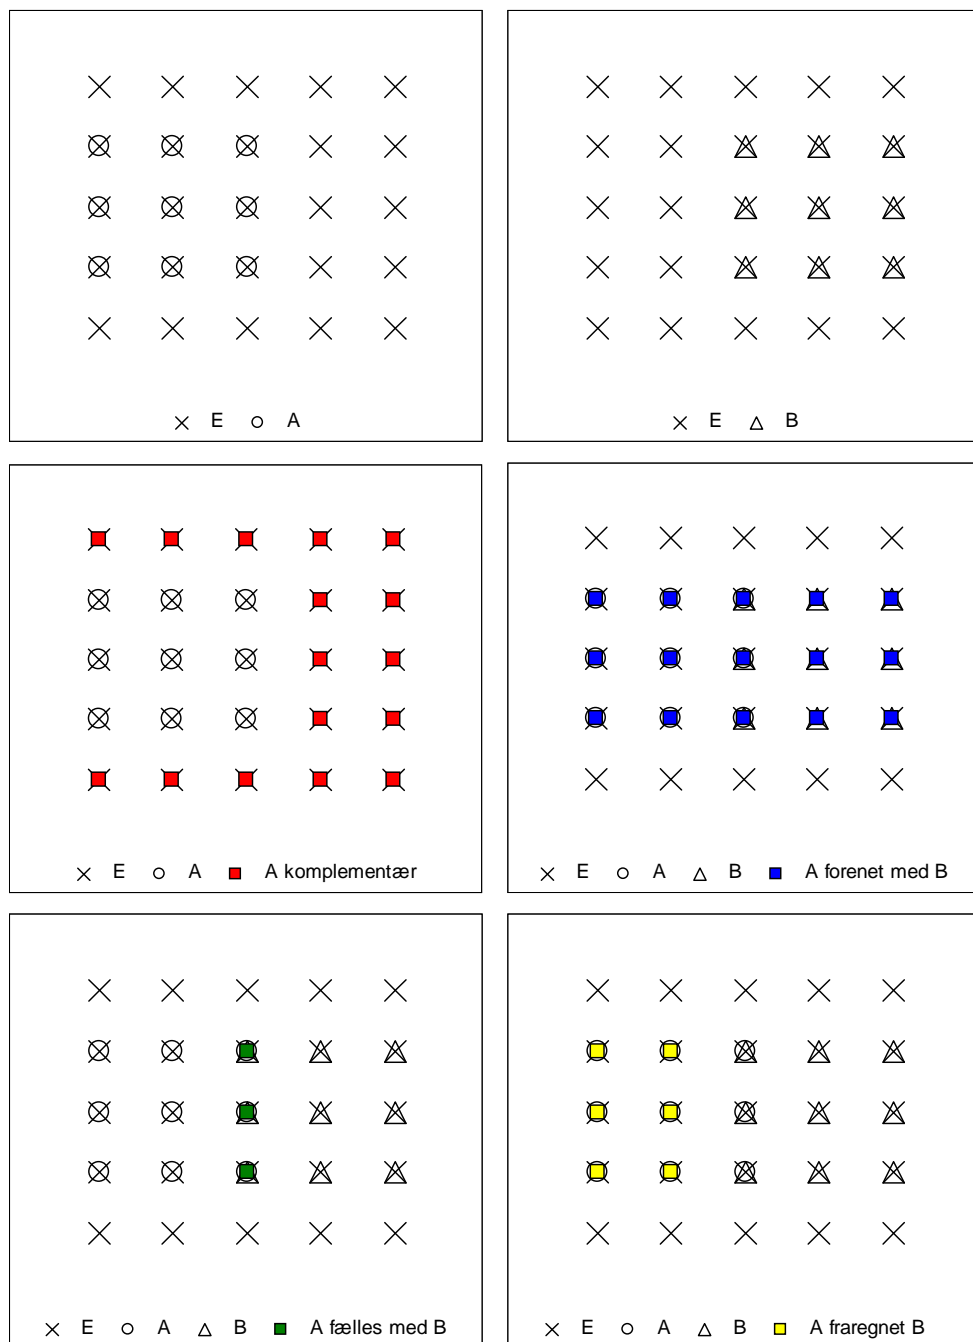 E A
E B
E A A komplementær
E A B A forenet med B
E A B A fælles med B
E A B A fraregnet B